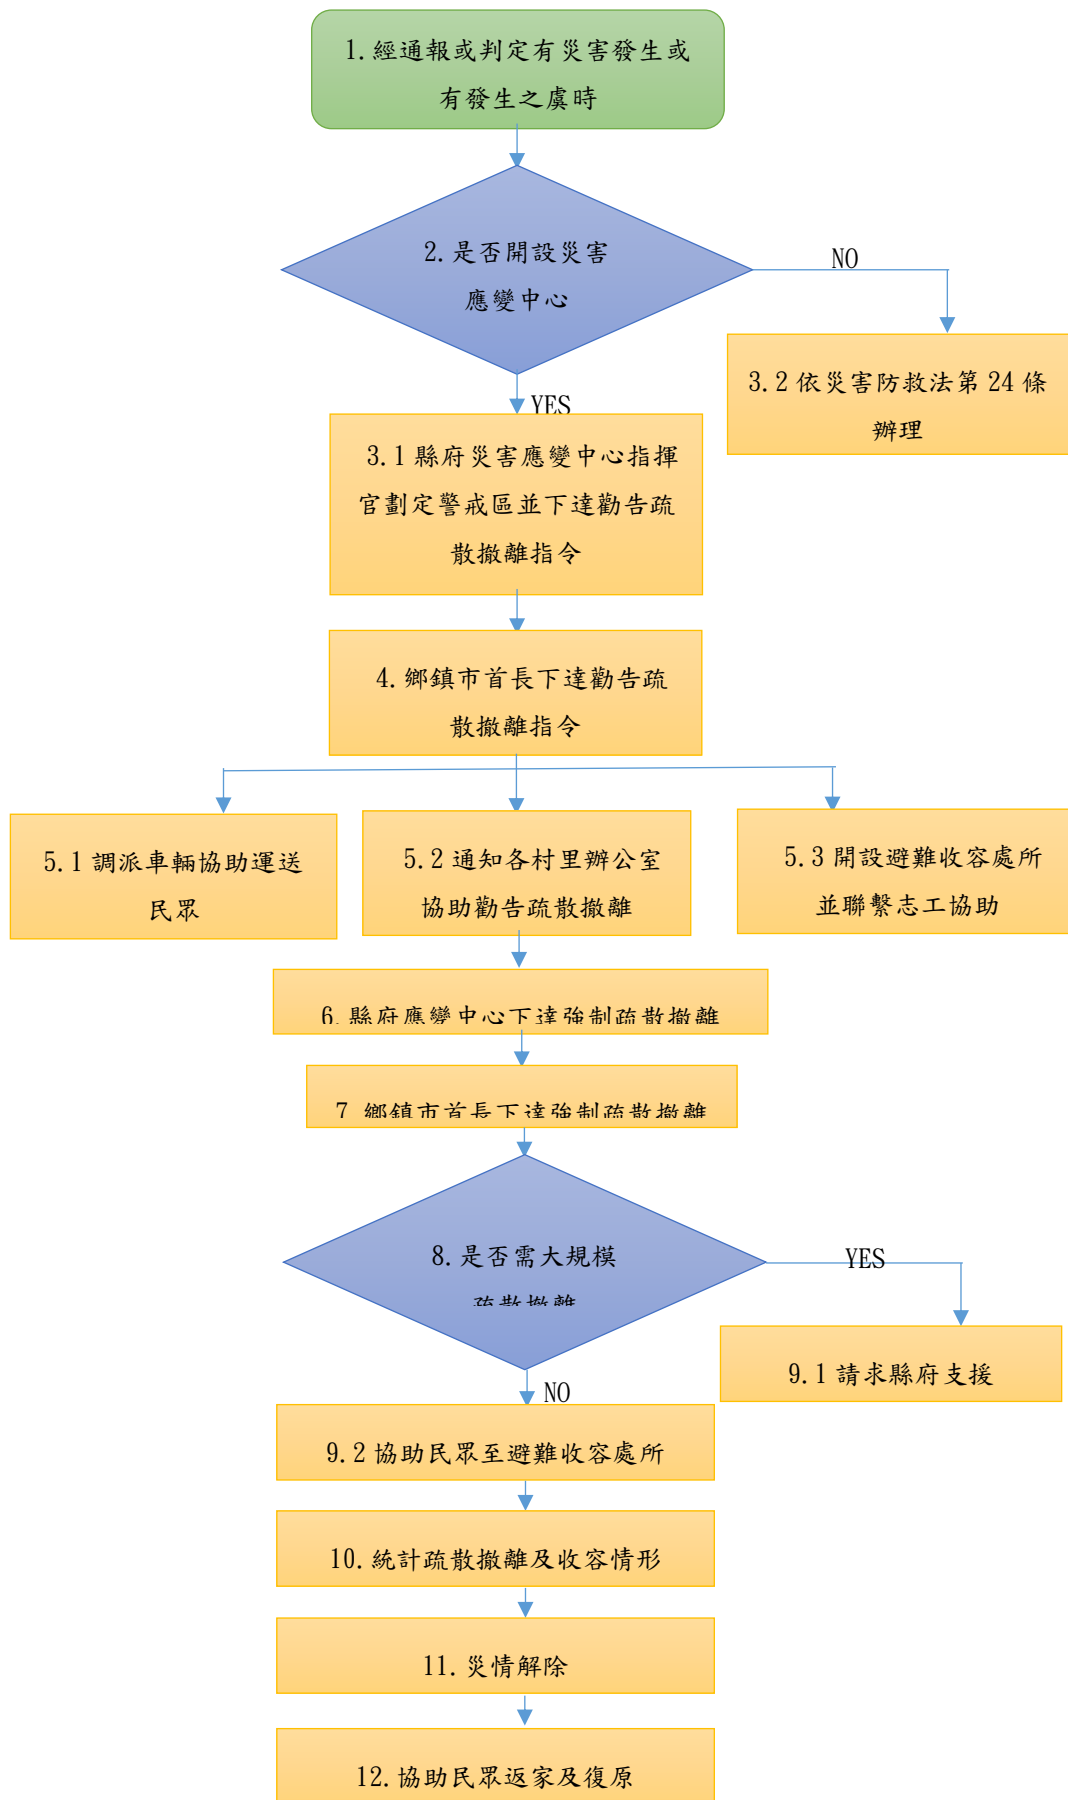 1.經通報或判定有災害發生或
有發生之虞時
2.是否開設災害
應變中心
NO
3.2 依災害防救法第 24 條
辦理
YES
3.1 縣府災害應變中心指揮
官劃定警戒區並下達勸告疏
散撤離指令
4.鄉鎮市首長下達勸告疏
散撤離指令
5.1 調派車輛協助運送
民眾
5.2 通知各村里辦公室
協助勸告疏散撤離
5.3 開設避難收容處所
並聯繫志工協助
6.縣府應變中心下達強制疏散撤離
7.鄉鎮市首長下達強制疏散撤離
8.是否需大規模
疏散撤離
YES
9.1 請求縣府支援
NO
9.2 協助民眾至避難收容處所
10.統計疏散撤離及收容情形
11.災情解除
12.協助民眾返家及復原